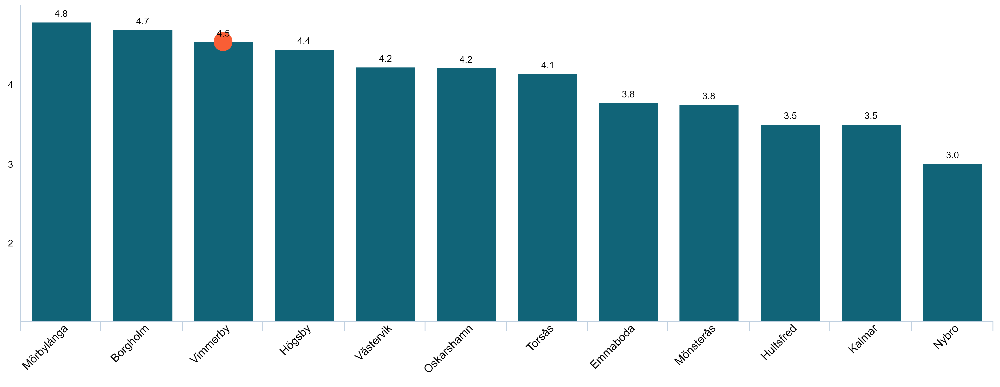 4.8
4.7
4.5
4.4
4.2
4.2
4.1
3.8
3.8
3.5
3.5
3.0
4
3
2
Mörbylånga
Borgholm
Vimmerby
Högsby
Västervik
Oskarshamn
Torsås
Emmaboda
Mönsterås
Hultsfred
Kalmar
Nybro